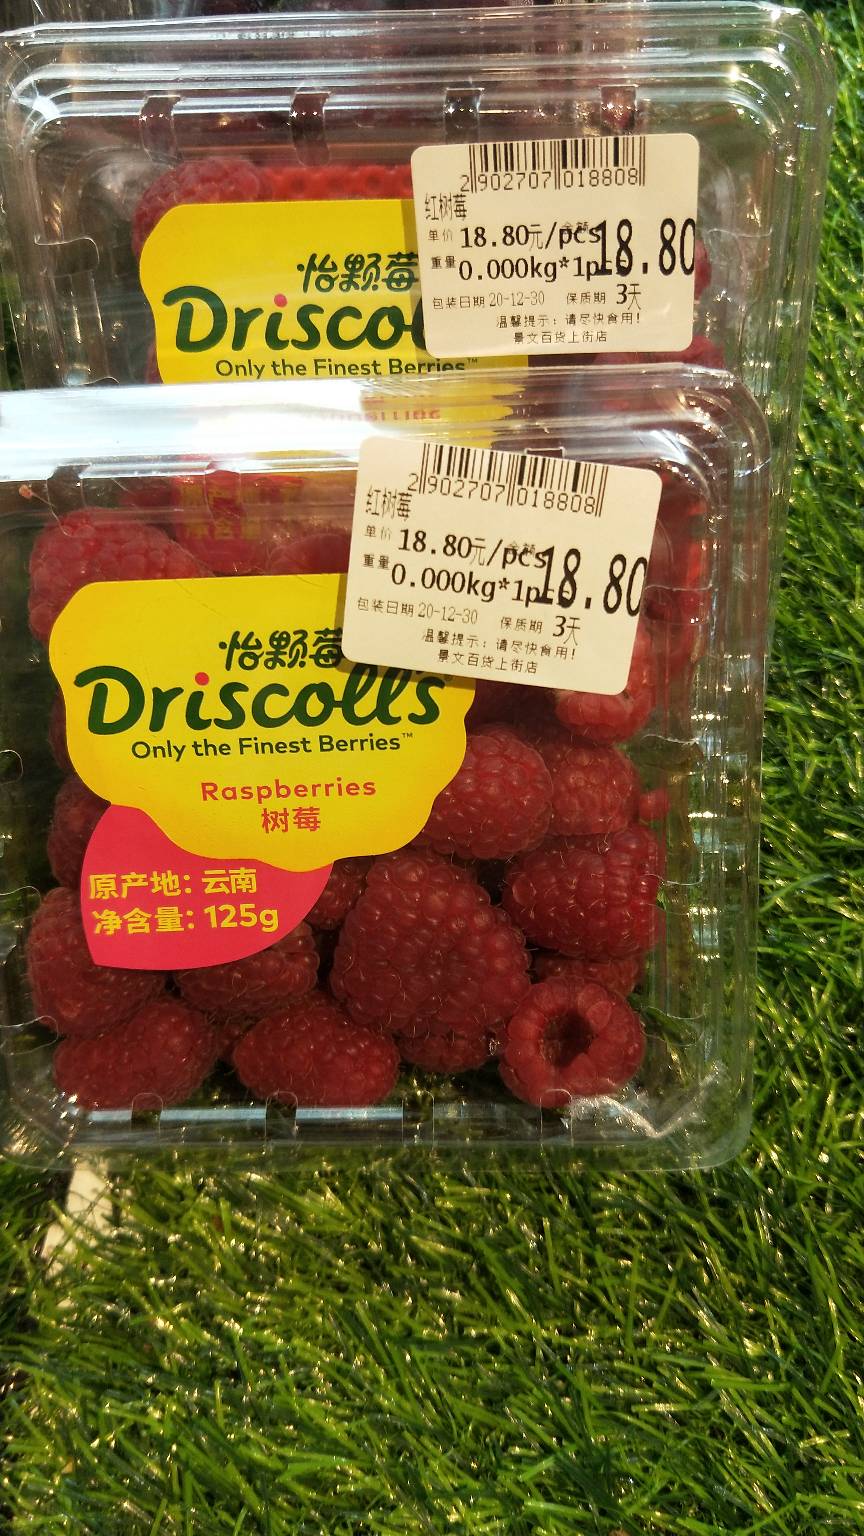 2902707018808
红树莓
单价 18.80元/pcs
18.80
重量 0.000kg*1pc
包装日期 20-12-30 保质期 3天
温馨提示: 请尽快食用!
景文百货上街店
怡颗莓
Driscol
Only the Finest Berries™
2902707018808
红树莓
单价 18.80元/pcs
18.80
重量 0.000kg*1pc
包装日期 20-12-30 保质期 3天
温馨提示: 请尽快食用!
景文百货上街店
怡颗莓
Driscoll's
Only the Finest Berries™
Raspberries
树莓
原产地: 云南
净含量: 125g